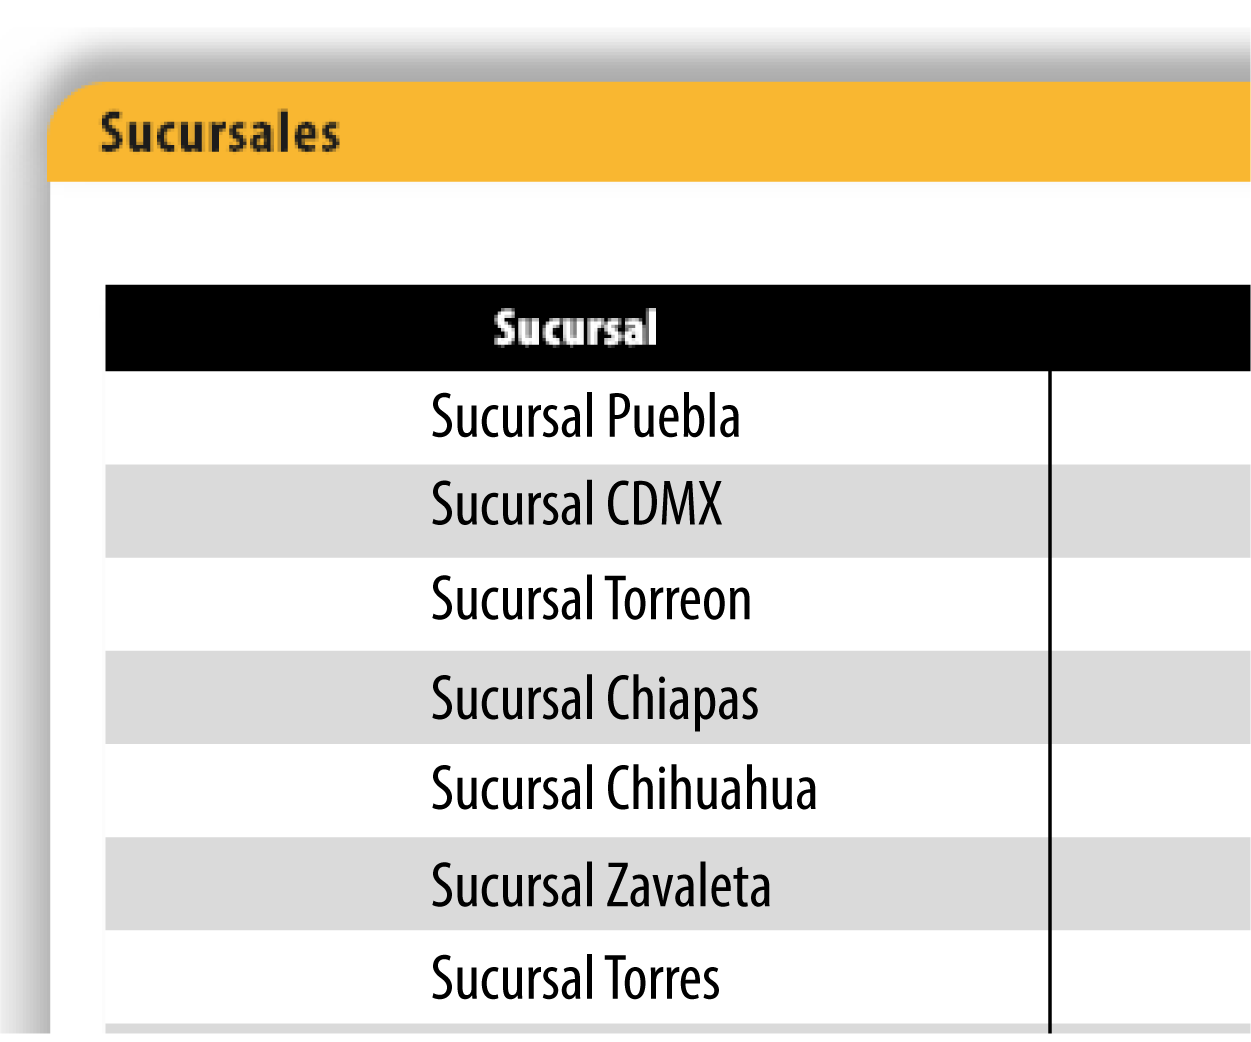 Sucursales
Sucursal
Sucursal Puebla
Sucursal CDMX
Sucursal Torreon
Sucursal Chiapas
Sucursal Chihuahua
Sucursal Zavaleta
Sucursal Torres